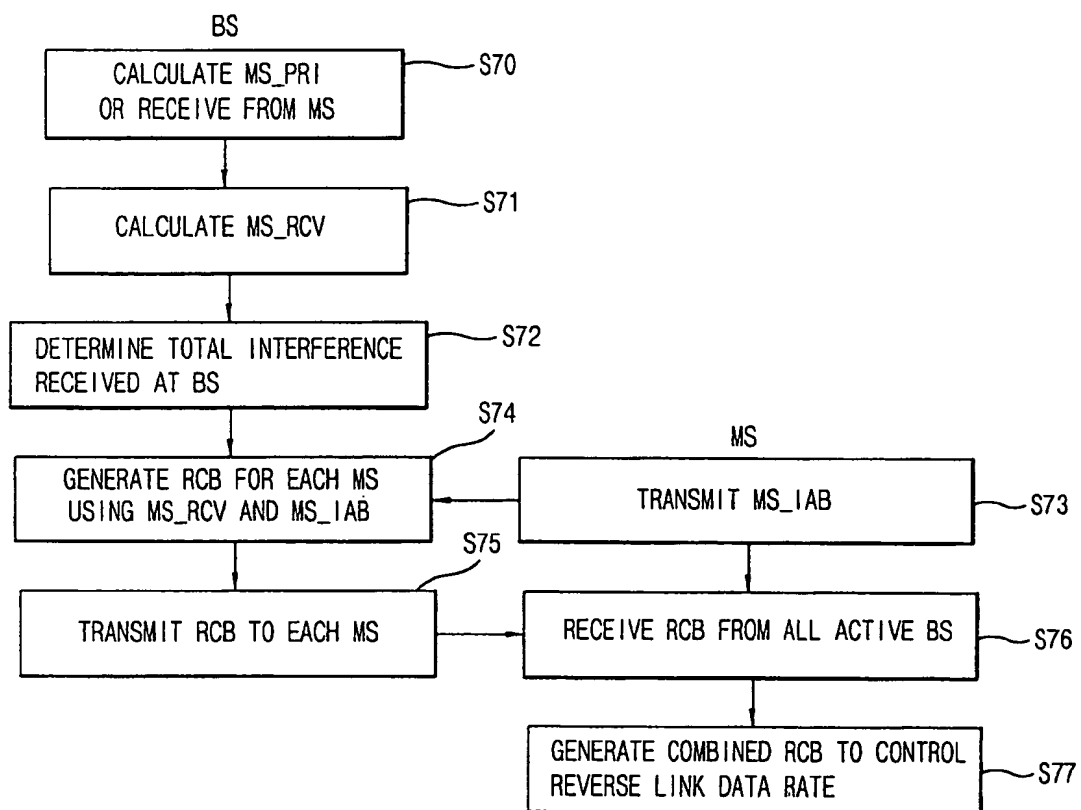 BS
CALCULATE MS_PRI
OR RECEIVE FROM MS
S70
CALCULATE MS_RCV
S71
DETERMINE TOTAL INTERFERENCE
RECEIVED AT BS
S72
GENERATE RCB FOR EACH MS
USING MS_RCV AND MS_IAB
S74
MS
TRANSMIT MS_IAB
S73
TRANSMIT RCB TO EACH MS
S75
RECEIVE RCB FROM ALL ACTIVE BS
S76
GENERATE COMBINED RCB TO CONTROL
REVERSE LINK DATA RATE
S77